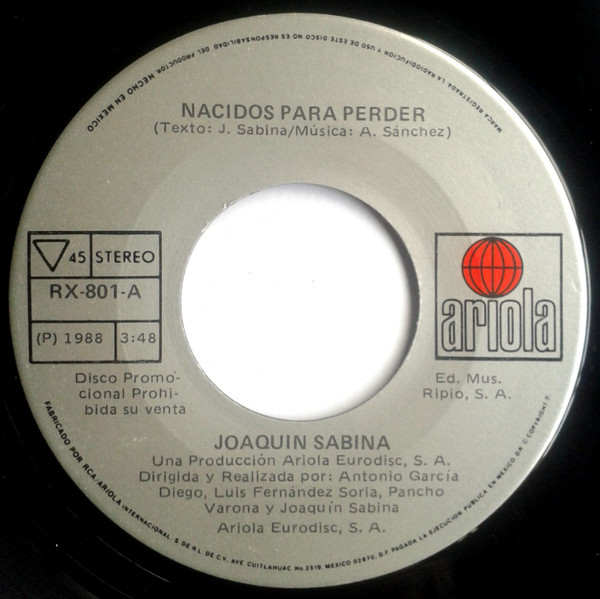 MARCA REGISTRADA LA RADIODIFUSION Y USO DE ESTE DISCO NO ES RESPONSABILIDAD DEL PRODUCTOR, HECHO EN MEXICO
NACIDOS PARA PERDER
(Texto: J. Sabina/Música: A. Sánchez)
45 STEREO
RX-801-A
(P) 1988 3:48
ariola
Disco Promo-
cional Prohi-
bida su venta
Ed. Mus.
Ripio, S. A.
JOAQUIN SABINA
Una Producción Ariola Eurodisc, S. A.
Dirigida y Realizada por: Antonio García
Diego, Luis Fernández Soria, Pancho
Varona y Joaquín Sabina
Ariola Eurodisc, S. A.
FABRICADO POR RCA/ARIOLA INTERNACIONAL, S. DE R.L. DE C.V. AVE CUITLAHUAC No 2519, MEXICO 02870, D.F. PAGADA LA EJECUCION PUBLICA EN MEXICO, D.F. COPYRIGHT P.